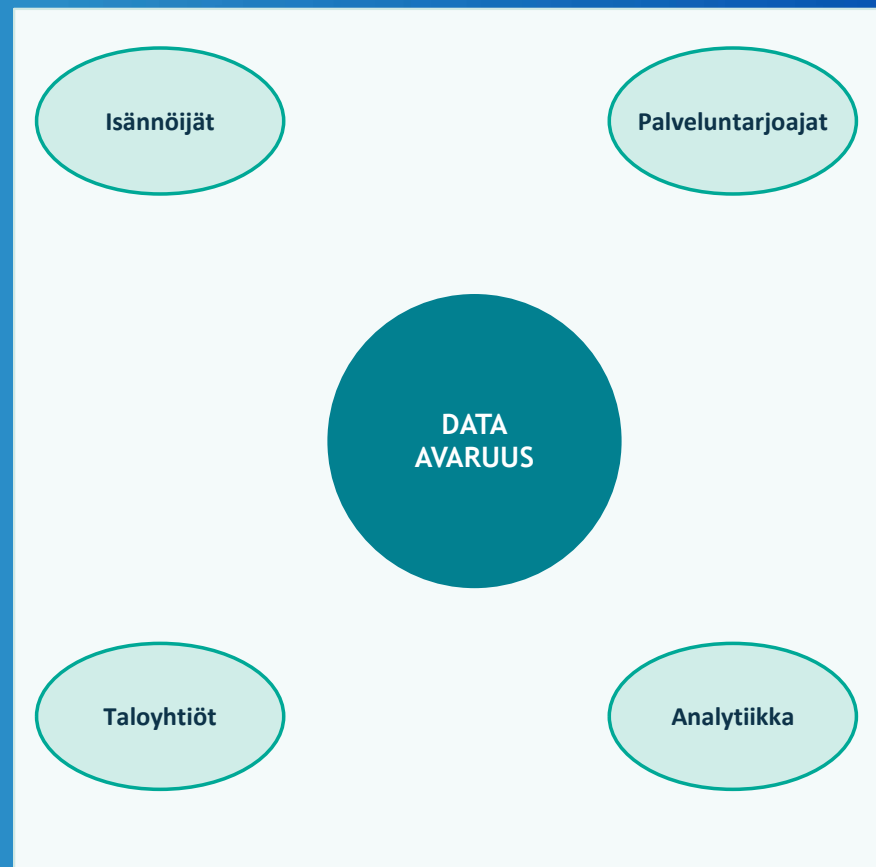 Isännöijät
Palveluntarjoajat
DATA
AVARUUS
Taloyhtiöt
Analytiikka